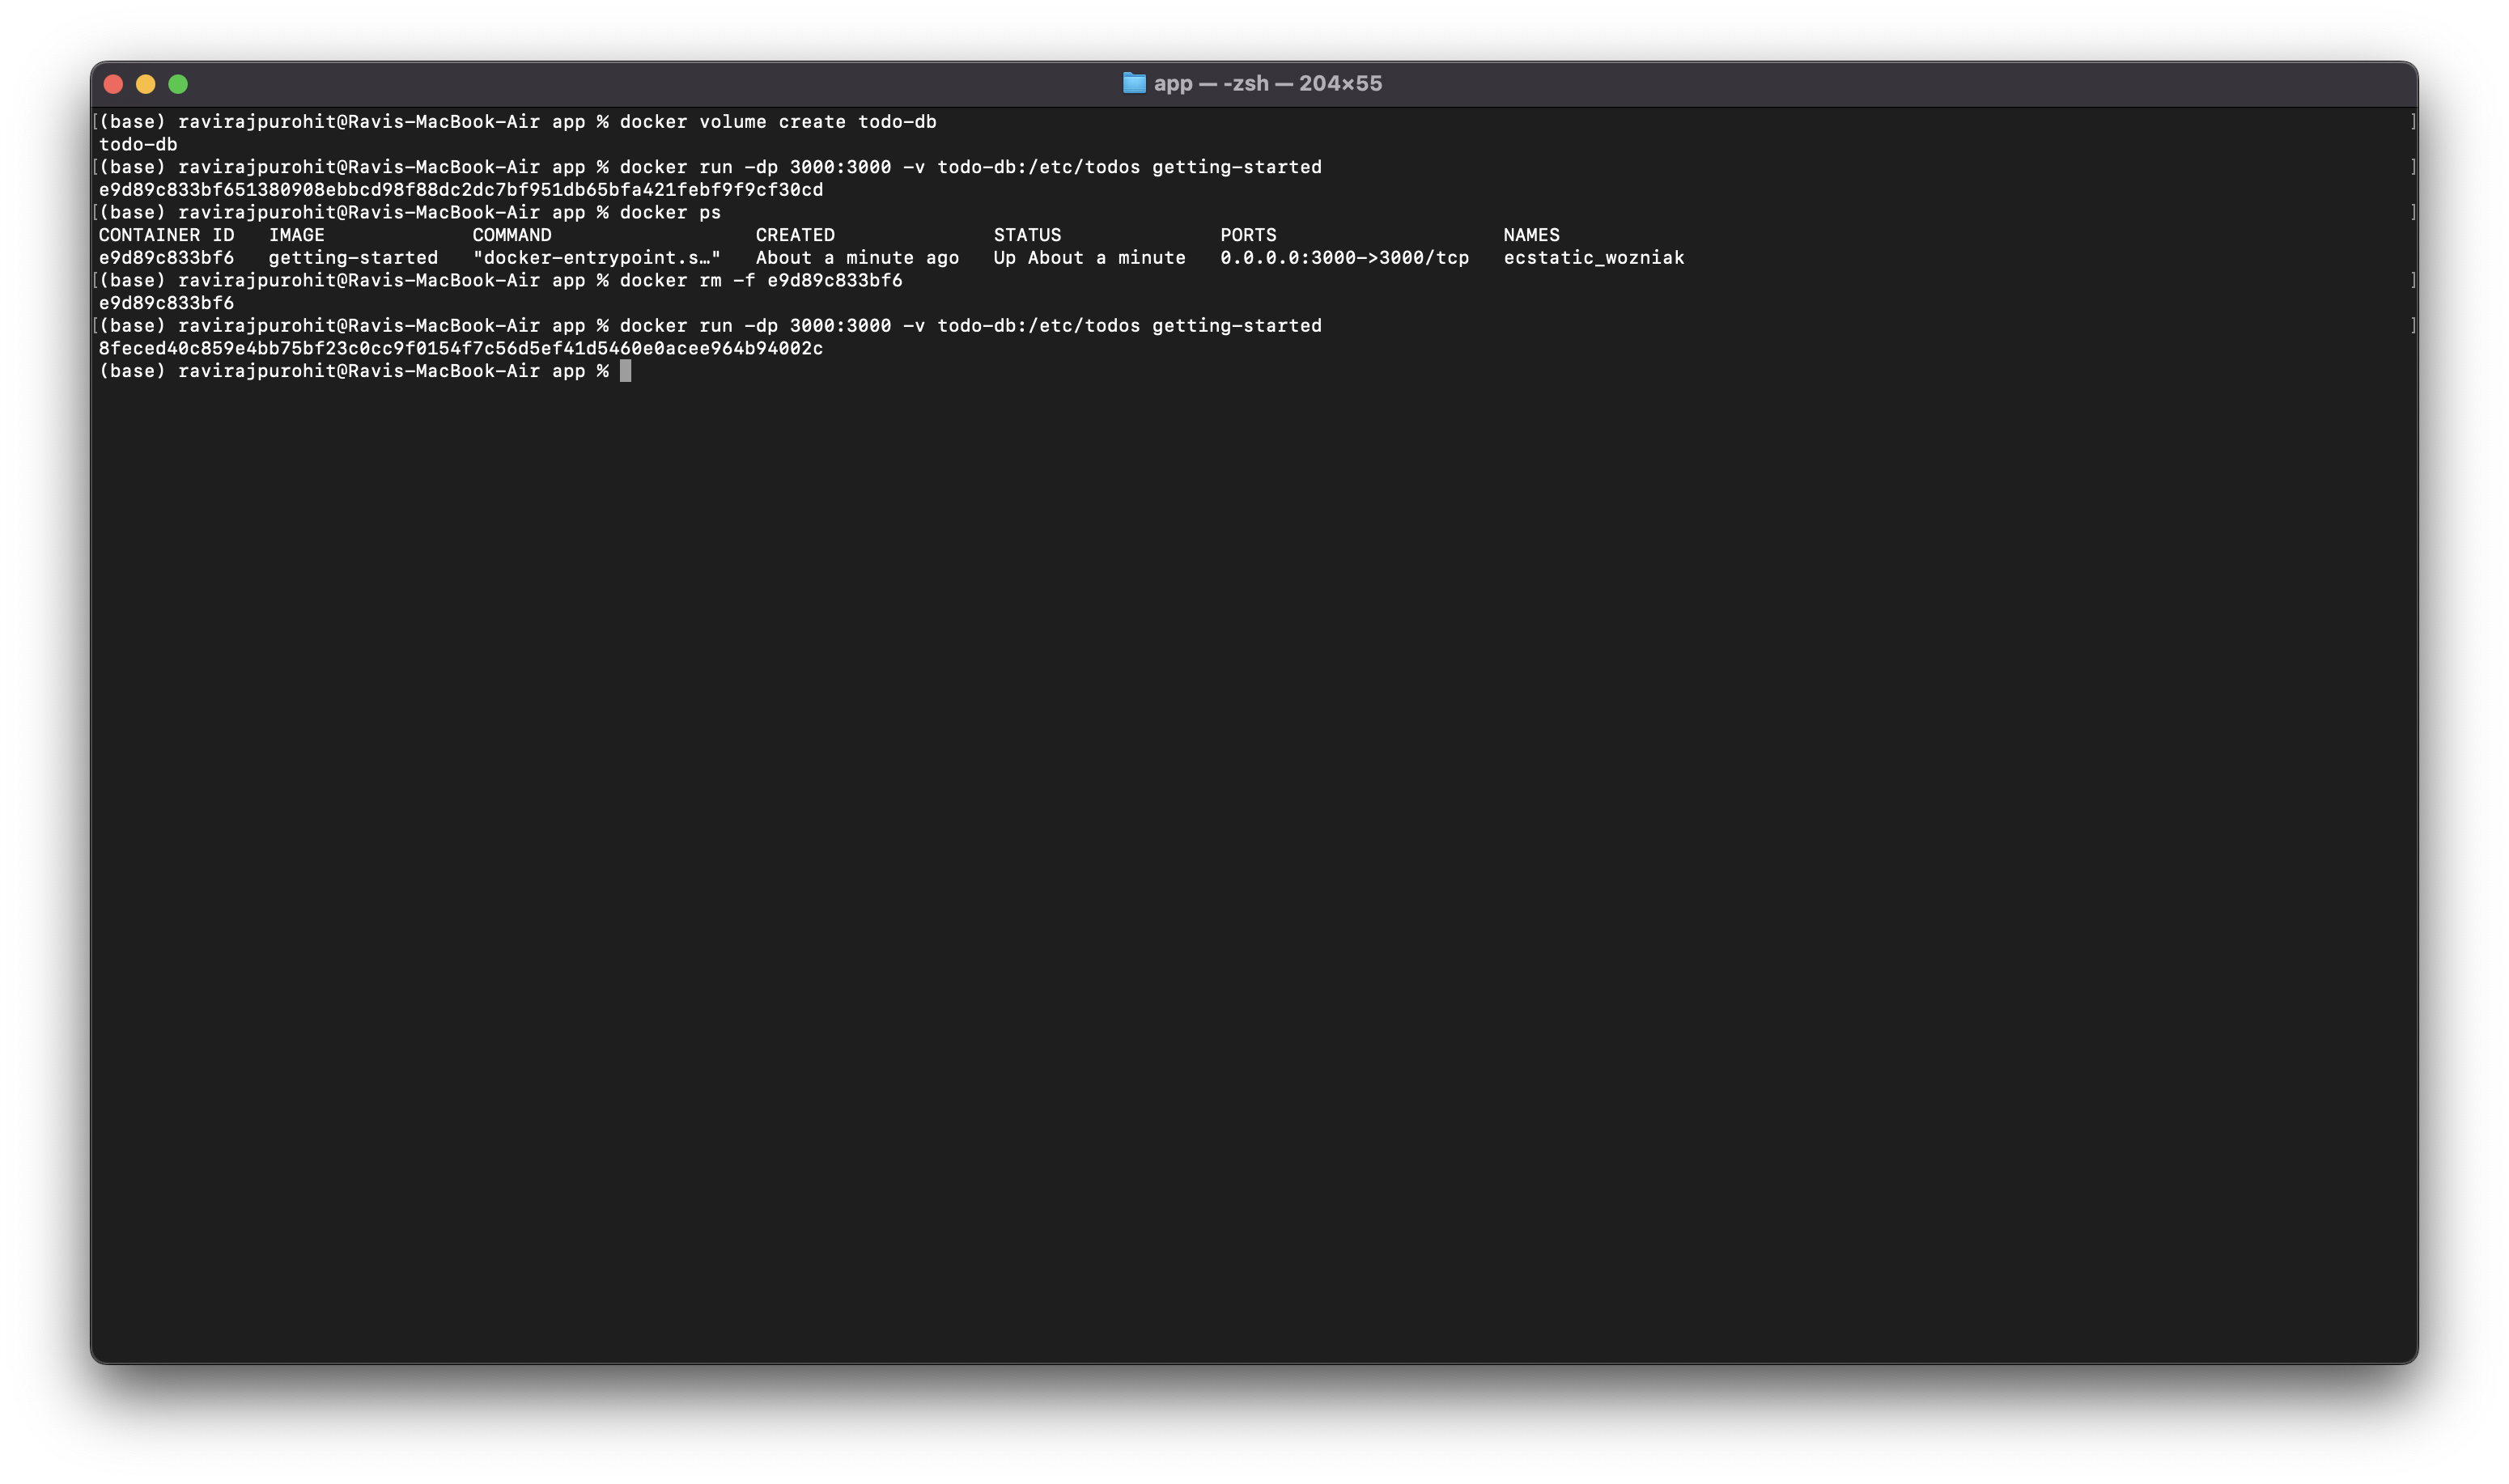 app — -zsh — 204×55
[(base) ravirajpurohit@Ravis-MacBook-Air app % docker volume create todo-db ]
todo-db
[(base) ravirajpurohit@Ravis-MacBook-Air app % docker run -dp 3000:3000 -v todo-db:/etc/todos getting-started ]
e9d89c833bf651380908ebbcd98f88dc2dc7bf951db65bfa421febf9f9cf30cd
[(base) ravirajpurohit@Ravis-MacBook-Air app % docker ps ]
CONTAINER ID   IMAGE             COMMAND                  CREATED              STATUS              PORTS                    NAMES
e9d89c833bf6   getting-started   "docker-entrypoint.s…"   About a minute ago   Up About a minute   0.0.0.0:3000->3000/tcp   ecstatic_wozniak
[(base) ravirajpurohit@Ravis-MacBook-Air app % docker rm -f e9d89c833bf6 ]
e9d89c833bf6
[(base) ravirajpurohit@Ravis-MacBook-Air app % docker run -dp 3000:3000 -v todo-db:/etc/todos getting-started ]
8feced40c859e4bb75bf23c0cc9f0154f7c56d5ef41d5460e0acee964b94002c
(base) ravirajpurohit@Ravis-MacBook-Air app %